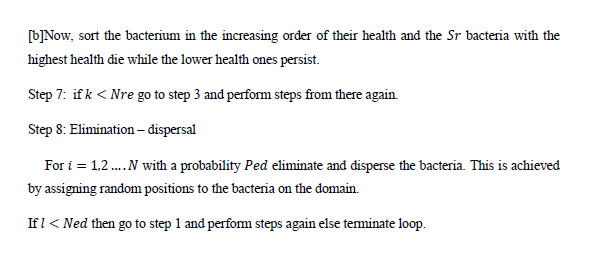 [b]Now, sort the bacterium in the increasing order of their health and the Sr bacteria with the
highest health die while the lower health ones persist.
Step 7: if k < Nre go to step 3 and perform steps from there again.
Step 8: Elimination – dispersal
For i = 1,2 .... N with a probability Ped eliminate and disperse the bacteria. This is achieved
by assigning random positions to the bacteria on the domain.
If l < Ned then go to step 1 and perform steps again else terminate loop.